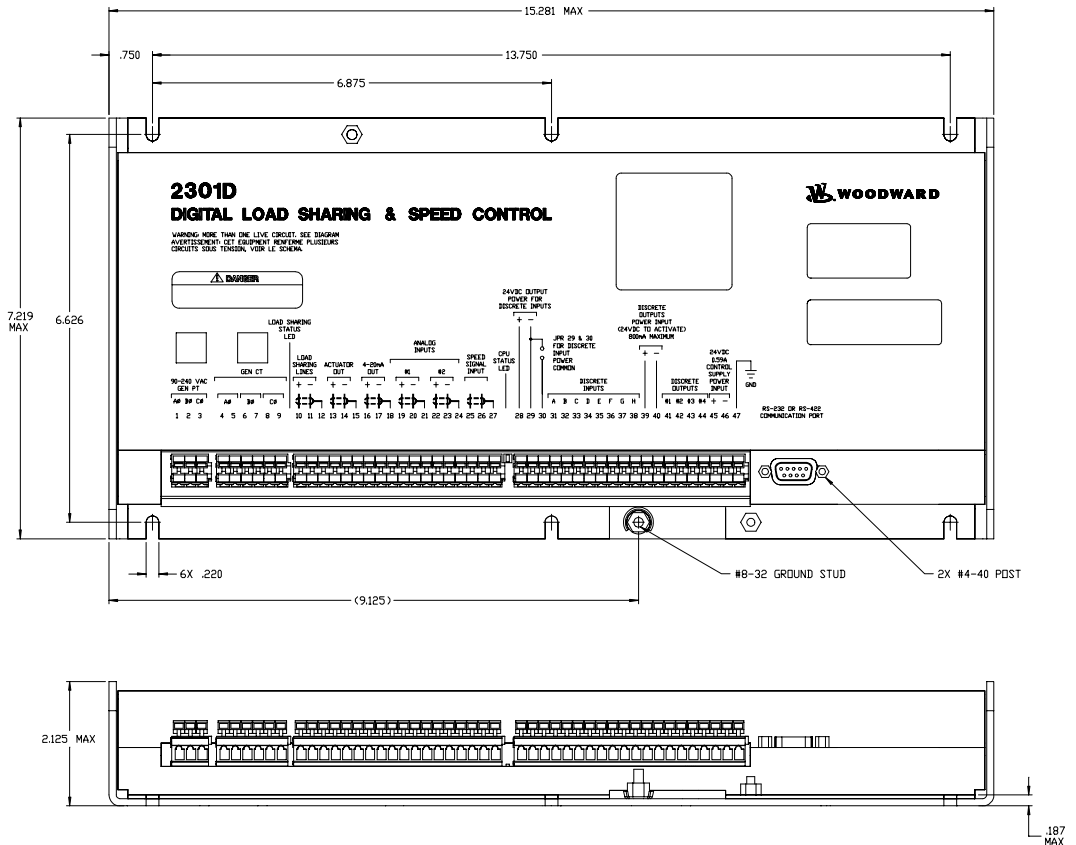 15.281 MAX
.750
13.750
6.875
7.219
MAX
6.626
2301D
DIGITAL LOAD SHARING & SPEED CONTROL
WOODWARD
WARNING: MORE THAN ONE LIVE CIRCUIT. SEE DIAGRAM
AVERTISSEMENT: CET EQUIPMENT RENFERME PLUSIEURS
CIRCUITS SOUS TENSION, VOIR LE SCHEMA.
DANGER
LOAD SHARING
STATUS
LED
24VDC OUTPUT
POWER FOR
DISCRETE INPUTS
+ -
DISCRETE
OUTPUTS
POWER INPUT
(24VDC TO ACTIVATE)
800mA MAXIMUM
+ -
JPR 29 & 30
FOR DISCRETE
INPUT
POWER
COMMON
ANALOG
INPUTS
GEN CT
LOAD
SHARING
LINES
+ -
ACTUATOR
OUT
+ -
4-20mA
OUT
+ -
#1
+ -
#2
+ -
SPEED
SIGNAL
INPUT
CPU
STATUS
LED
24VDC
0.59A
CONTROL
SUPPLY
POWER
INPUT
+ -
GND
90-240 VAC
GEN PT
AØ BØ CØ
AØ BØ CØ
DISCRETE
INPUTS
A B C D E F G H
DISCRETE
OUTPUTS
#1 #2 #3 #4
RS-232 OR RS-422
COMMUNICATION PORT
1 2 3 4 5 6 7 8 9 10 11 12 13 14 15 16 17 18 19 20 21 22 23 24 25 26 27 28 29 30 31 32 33 34 35 36 37 38 39 40 41 42 43 44 45 46 47
6X .220
#8-32 GROUND STUD
2X #4-40 POST
(9.125)
2.125 MAX
.187
MAX